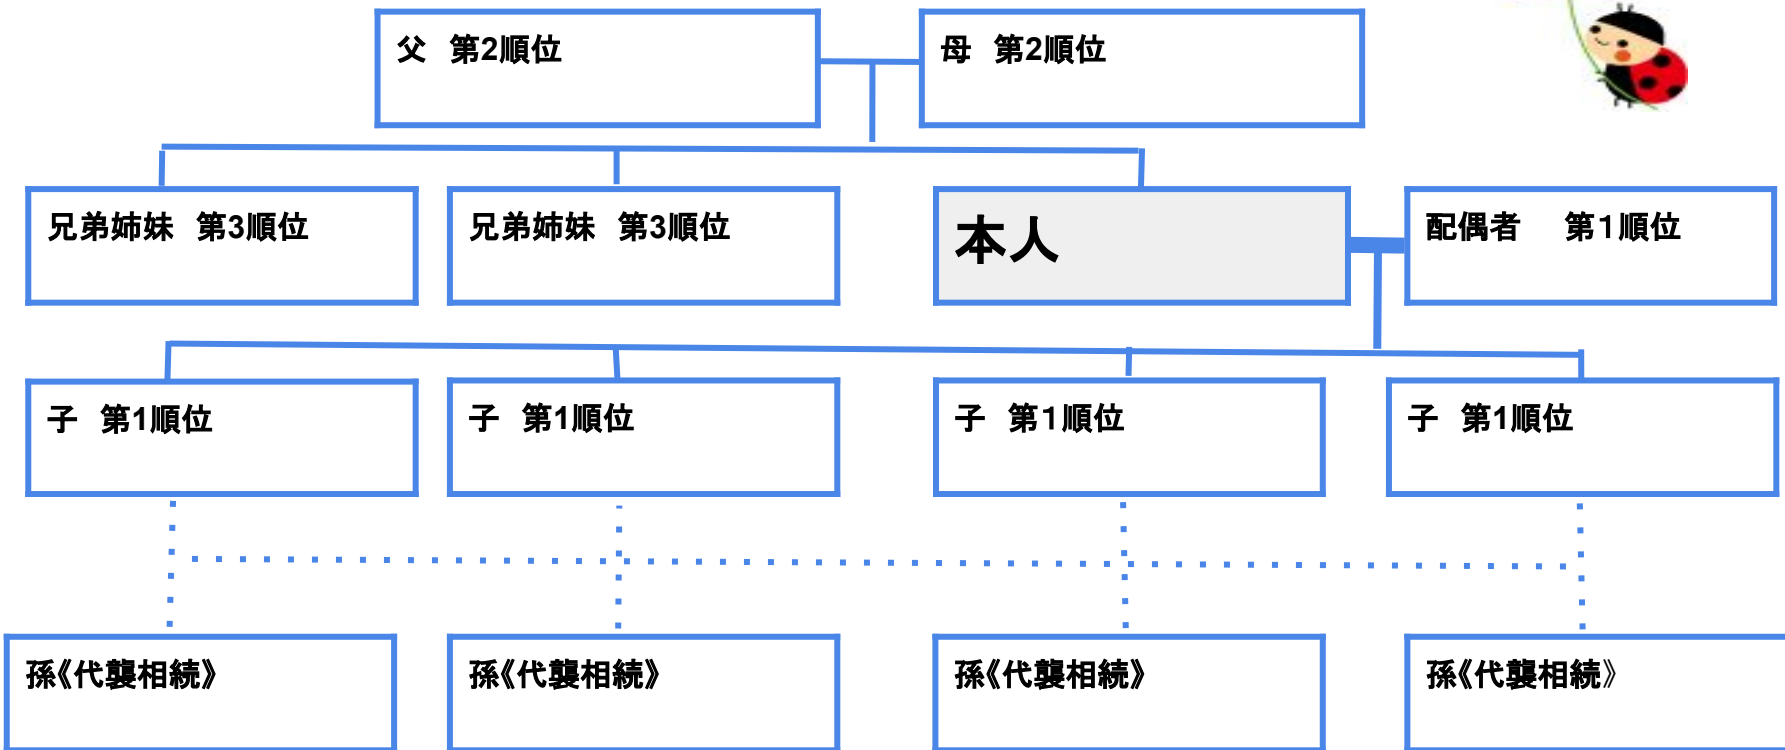 父　第2順位
母　第2順位
兄弟姉妹　第3順位
兄弟姉妹　第3順位
本人
配偶者　 第１順位
子　第1順位
子　第1順位
子　第１順位
子　第1順位
孫《代襲相続》
孫《代襲相続》
孫《代襲相続》
孫《代襲相続》